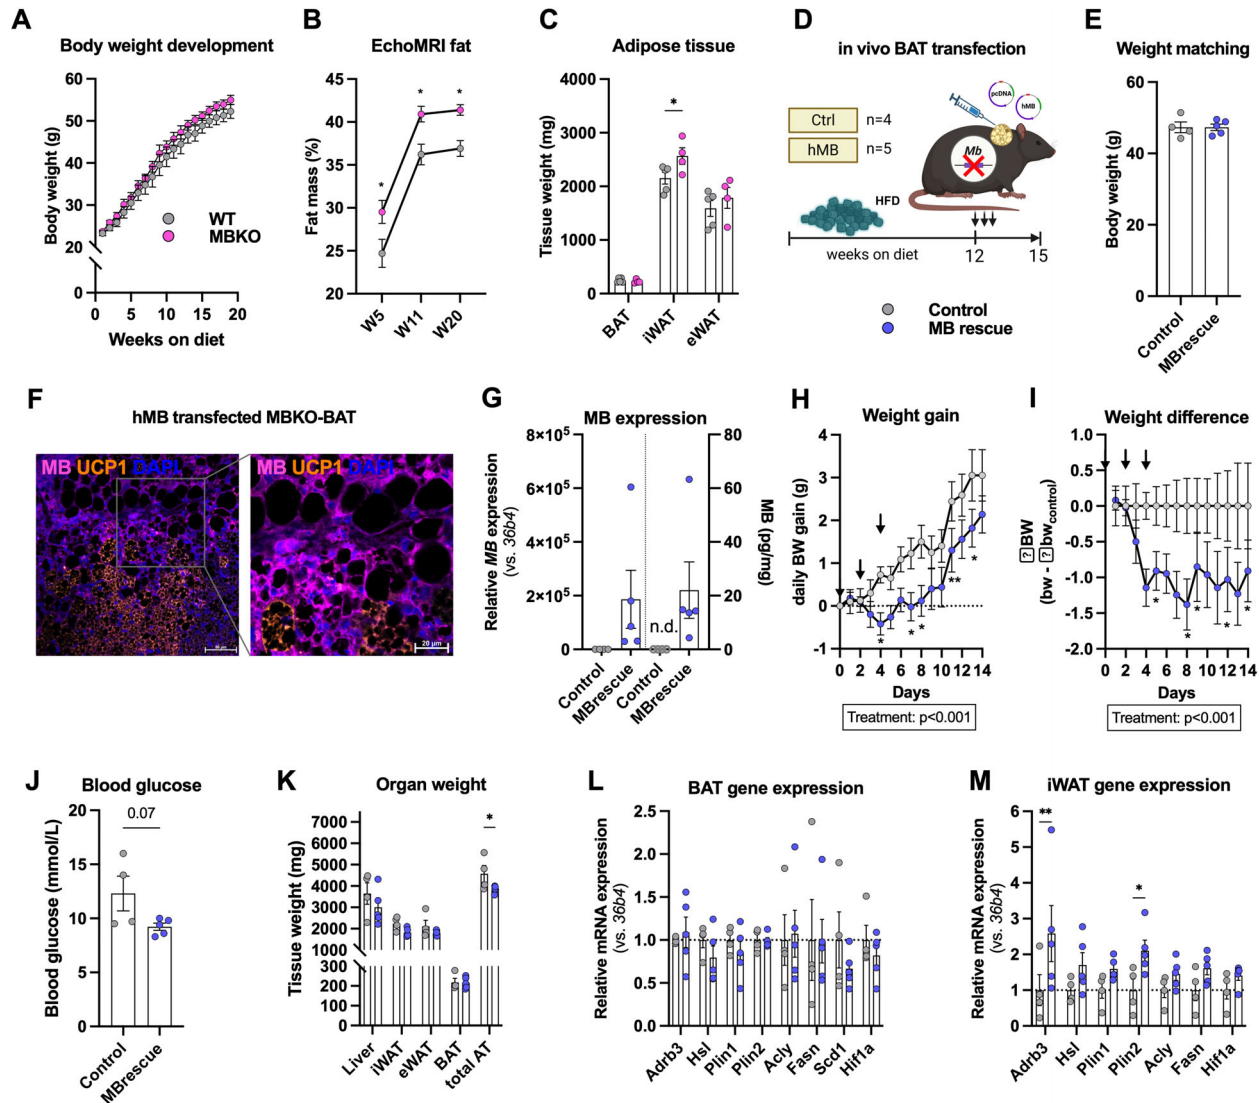 A
Body weight development
Body weight (g)
60
50
40
30
20
0
WT
MBKO
0
5
10
15
20
Weeks on diet
B
EchoMRI fat
Fat mass (%)
45
40
35
30
25
20
*
*
*
W5
W11
W20
C
Adipose tissue
Tissue weight (mg)
4000
3000
2000
1000
0
*
BAT
iWAT
eWAT
D
in vivo BAT transfection
Ctrl
n=4
hMB
n=5
pcDNA
hMB
Mb
HFD
weeks on diet
12
15
Control
MB rescue
E
Weight matching
Body weight (g)
60
40
20
0
Control
MBrescue
F
hMB transfected MBKO-BAT
MB UCP1 DAPI
MB UCP1 DAPI
20 µm
G
MB expression
Relative MB expression
(vs. 36b4)
8×10⁵
6×10⁵
4×10⁵
2×10⁵
0
n.d.
80
60
40
20
0
MB (pg/mg)
Control
MBrescue
Control
MBrescue
H
Weight gain
daily BW gain (g)
4
3
2
1
0
-1
*
*
*
**
*
0
2
4
6
8
10
12
14
Days
Treatment: p<0.001
I
Weight difference
?BW
(bw - ?bwcontrol)
1.0
0.5
0.0
-0.5
-1.0
-1.5
-2.0
*
*
*
*
*
0
2
4
6
8
10
12
14
Days
Treatment: p<0.001
J
Blood glucose
Blood glucose (mmol/L)
20
15
10
5
0
0.07
Control
MBrescue
K
Organ weight
Tissue weight (mg)
7000
6000
5000
4000
3000
2000
1000
300
200
100
0
*
Liver
iWAT
eWAT
BAT
total AT
L
BAT gene expression
Relative mRNA expression
(vs. 36b4)
2.5
2.0
1.5
1.0
0.5
0.0
Adrb3
Hsl
Plin1
Plin2
Acly
Fasn
Scd1
Hif1a
M
iWAT gene expression
Relative mRNA expression
(vs. 36b4)
6
5
4
3
2
1
0
**
*
Adrb3
Hsl
Plin1
Plin2
Acly
Fasn
Hif1a